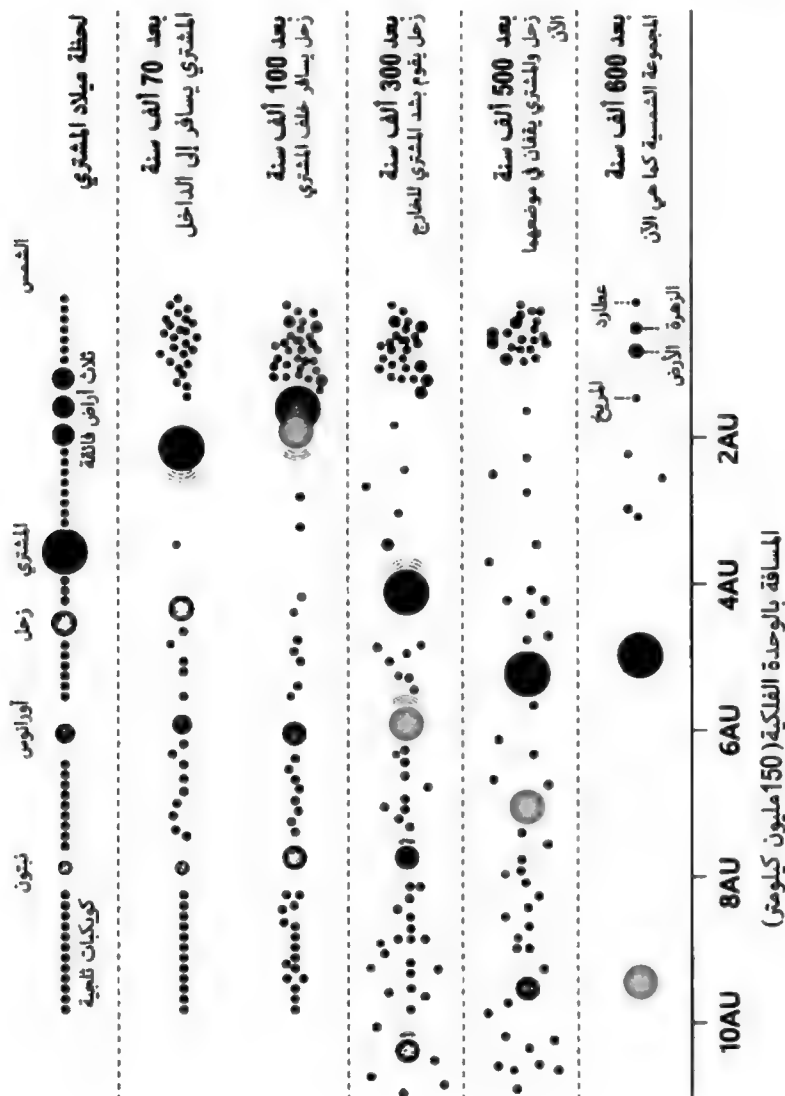 لحظة ميلاد المشتري
الشمس
ثلاث أراض فائقة
المشتري
زحل
أورانوس
نبتون
كويكبات ثلجية
بعد 70 ألف سنة
المشتري يسافر إلى الداخل
بعد 100 ألف سنة
زحل يسافر خلف المشتري
بعد 300 ألف سنة
زحل يقوم بشد المشتري للخارج
بعد 500 ألف سنة
زحل والمشتري يقفان في موضعهما
الآن
بعد 600 ألف سنة
المجموعة الشمسية كما هي الآن
عطارد
الزهرة
الأرض
المريخ
2AU
4AU
6AU
8AU
10AU
المسافة بالوحدة الفلكية (150 مليون كيلومتر)